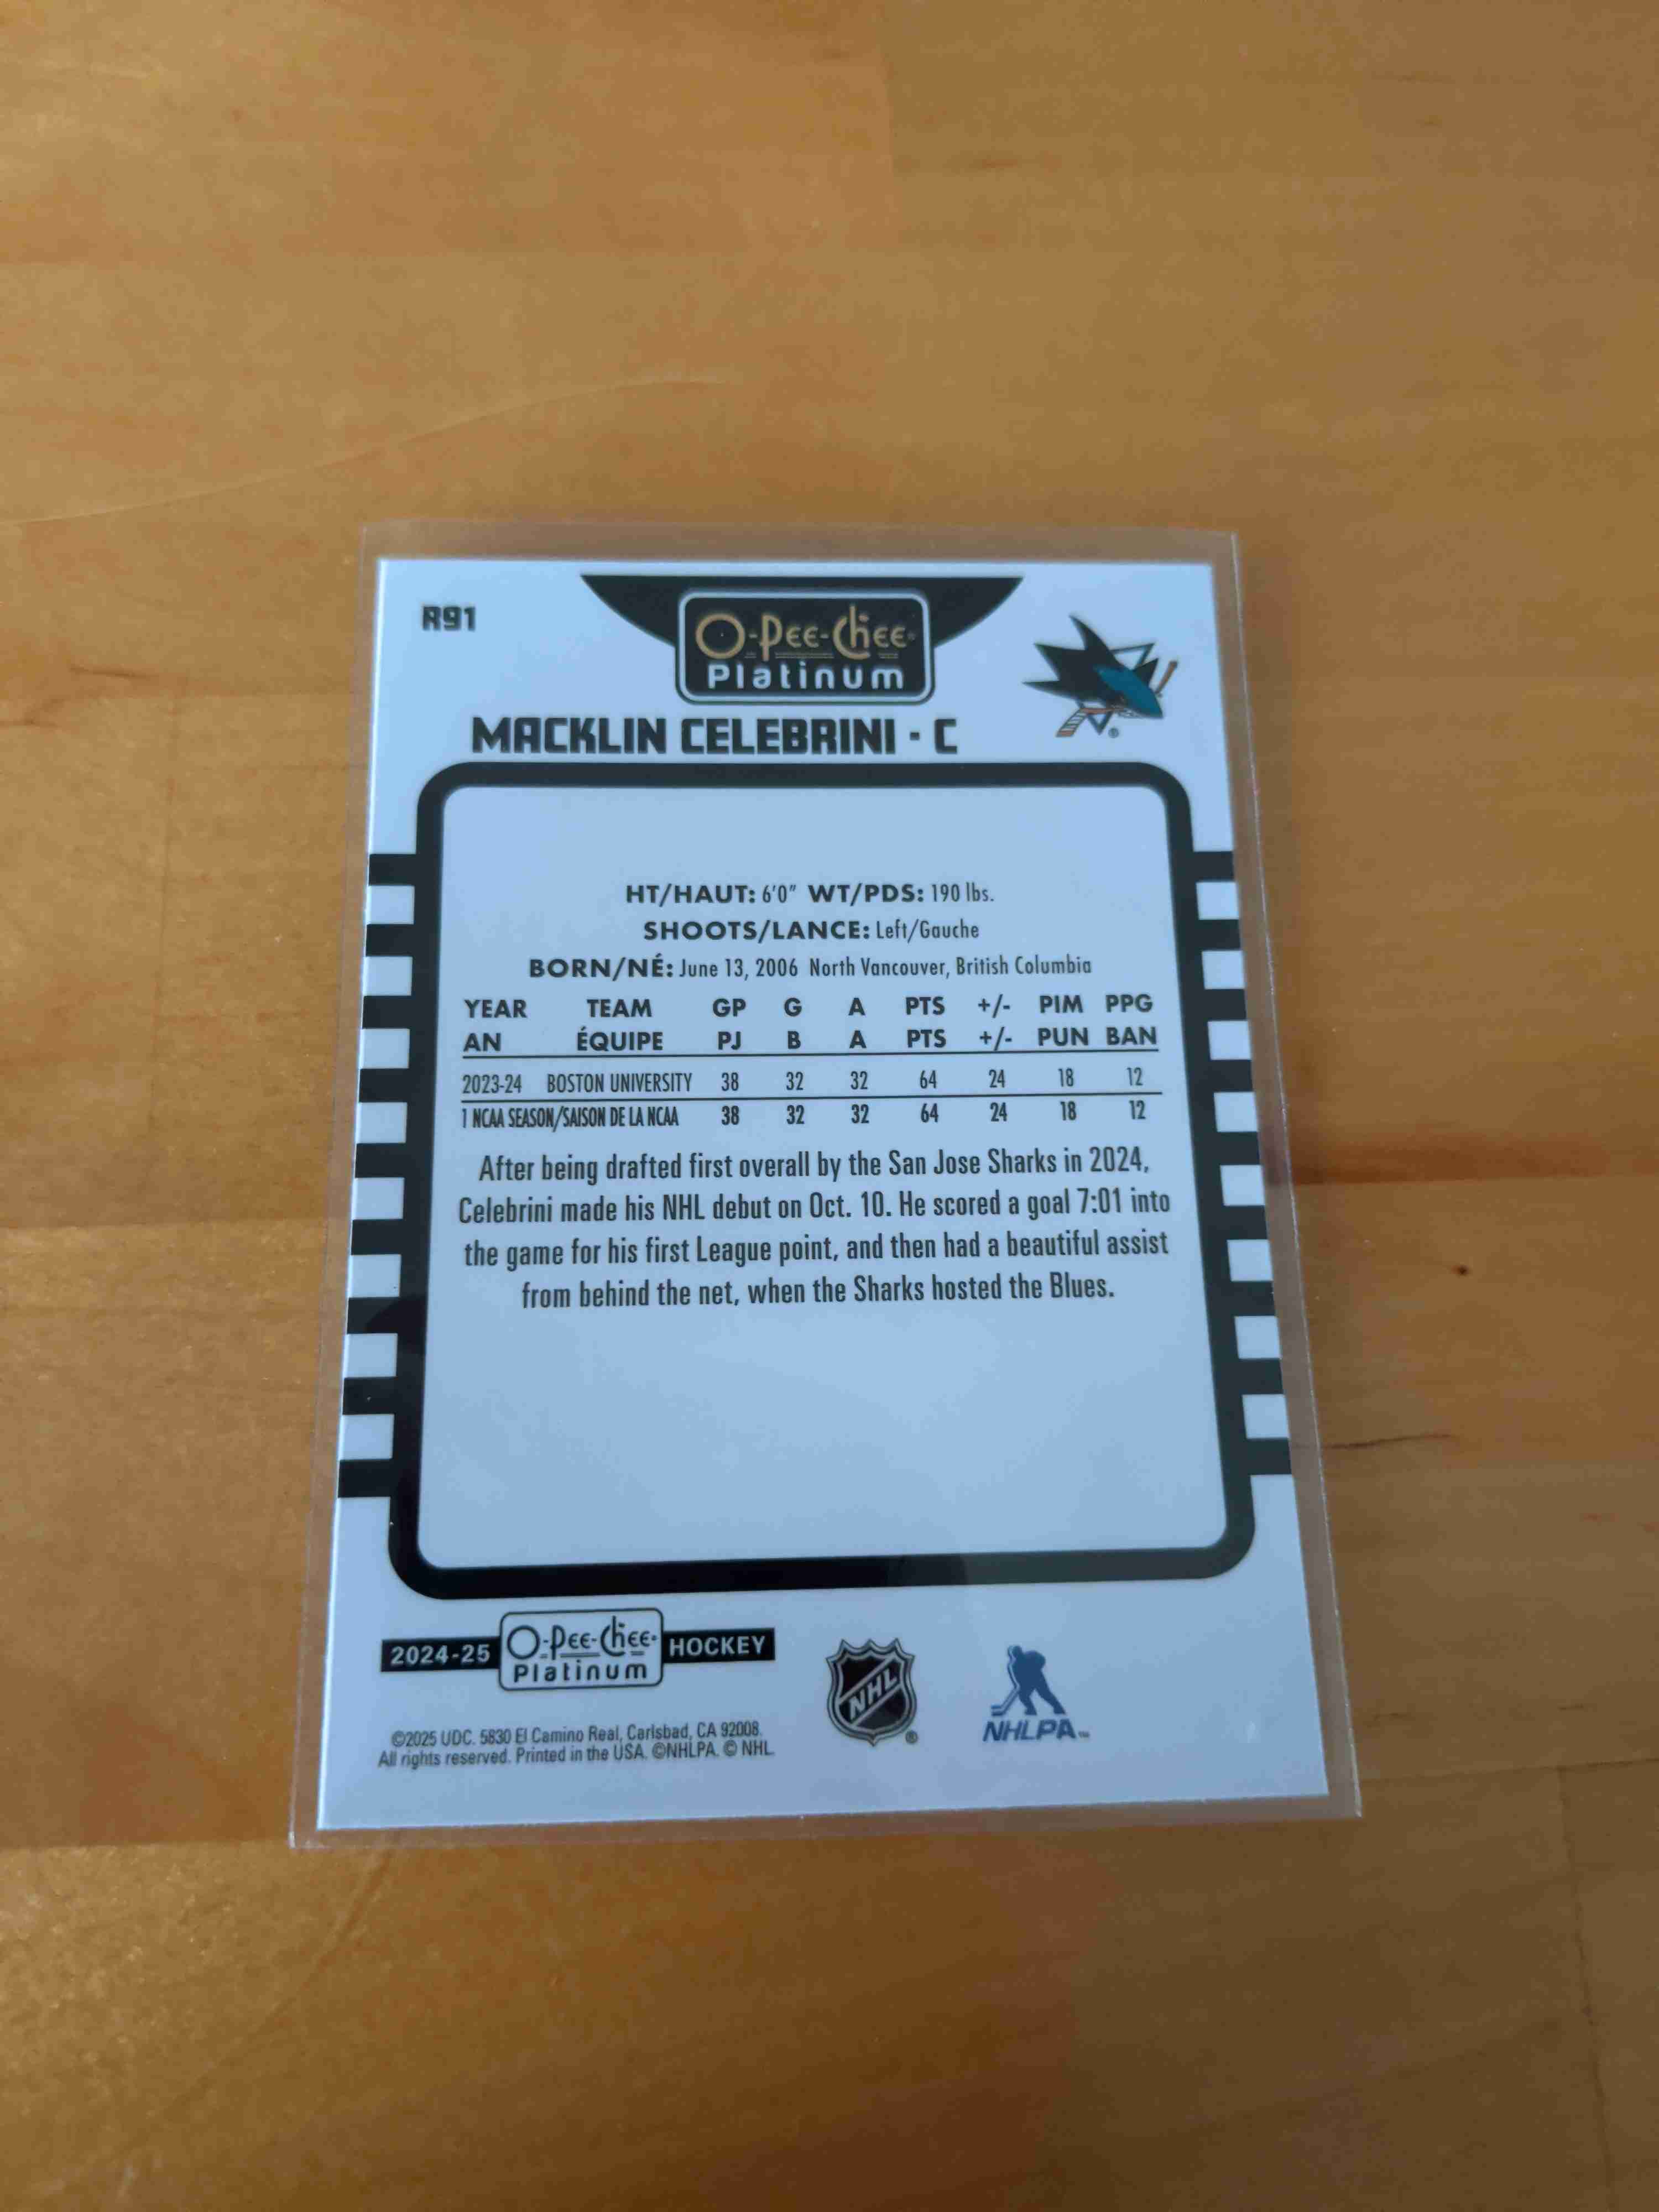 R91
O-Pee-Chee
Platinum
MACKLIN CELEBRINI - C
HT/HAUT: 6'0" WT/PDS: 190 lbs.
SHOOTS/LANCE: Left/Gauche
BORN/NÉ: June 13, 2006 North Vancouver, British Columbia
YEAR TEAM GP G A PTS +/- PIM PPG
AN ÉQUIPE PJ B A PTS +/- PUN BAN
2023-24 BOSTON UNIVERSITY 38 32 32 64 24 18 12
1 NCAA SEASON/SAISON DE LA NCAA 38 32 32 64 24 18 12
After being drafted first overall by the San Jose Sharks in 2024,
Celebrini made his NHL debut on Oct. 10. He scored a goal 7:01 into
the game for his first League point, and then had a beautiful assist
from behind the net, when the Sharks hosted the Blues.
2024-25 O-Pee-Chee® HOCKEY
Platinum
NHL®
NHLPA™
©2025 UDC. 5830 El Camino Real, Carlsbad, CA 92008.
All rights reserved. Printed in the USA. ©NHLPA. © NHL.